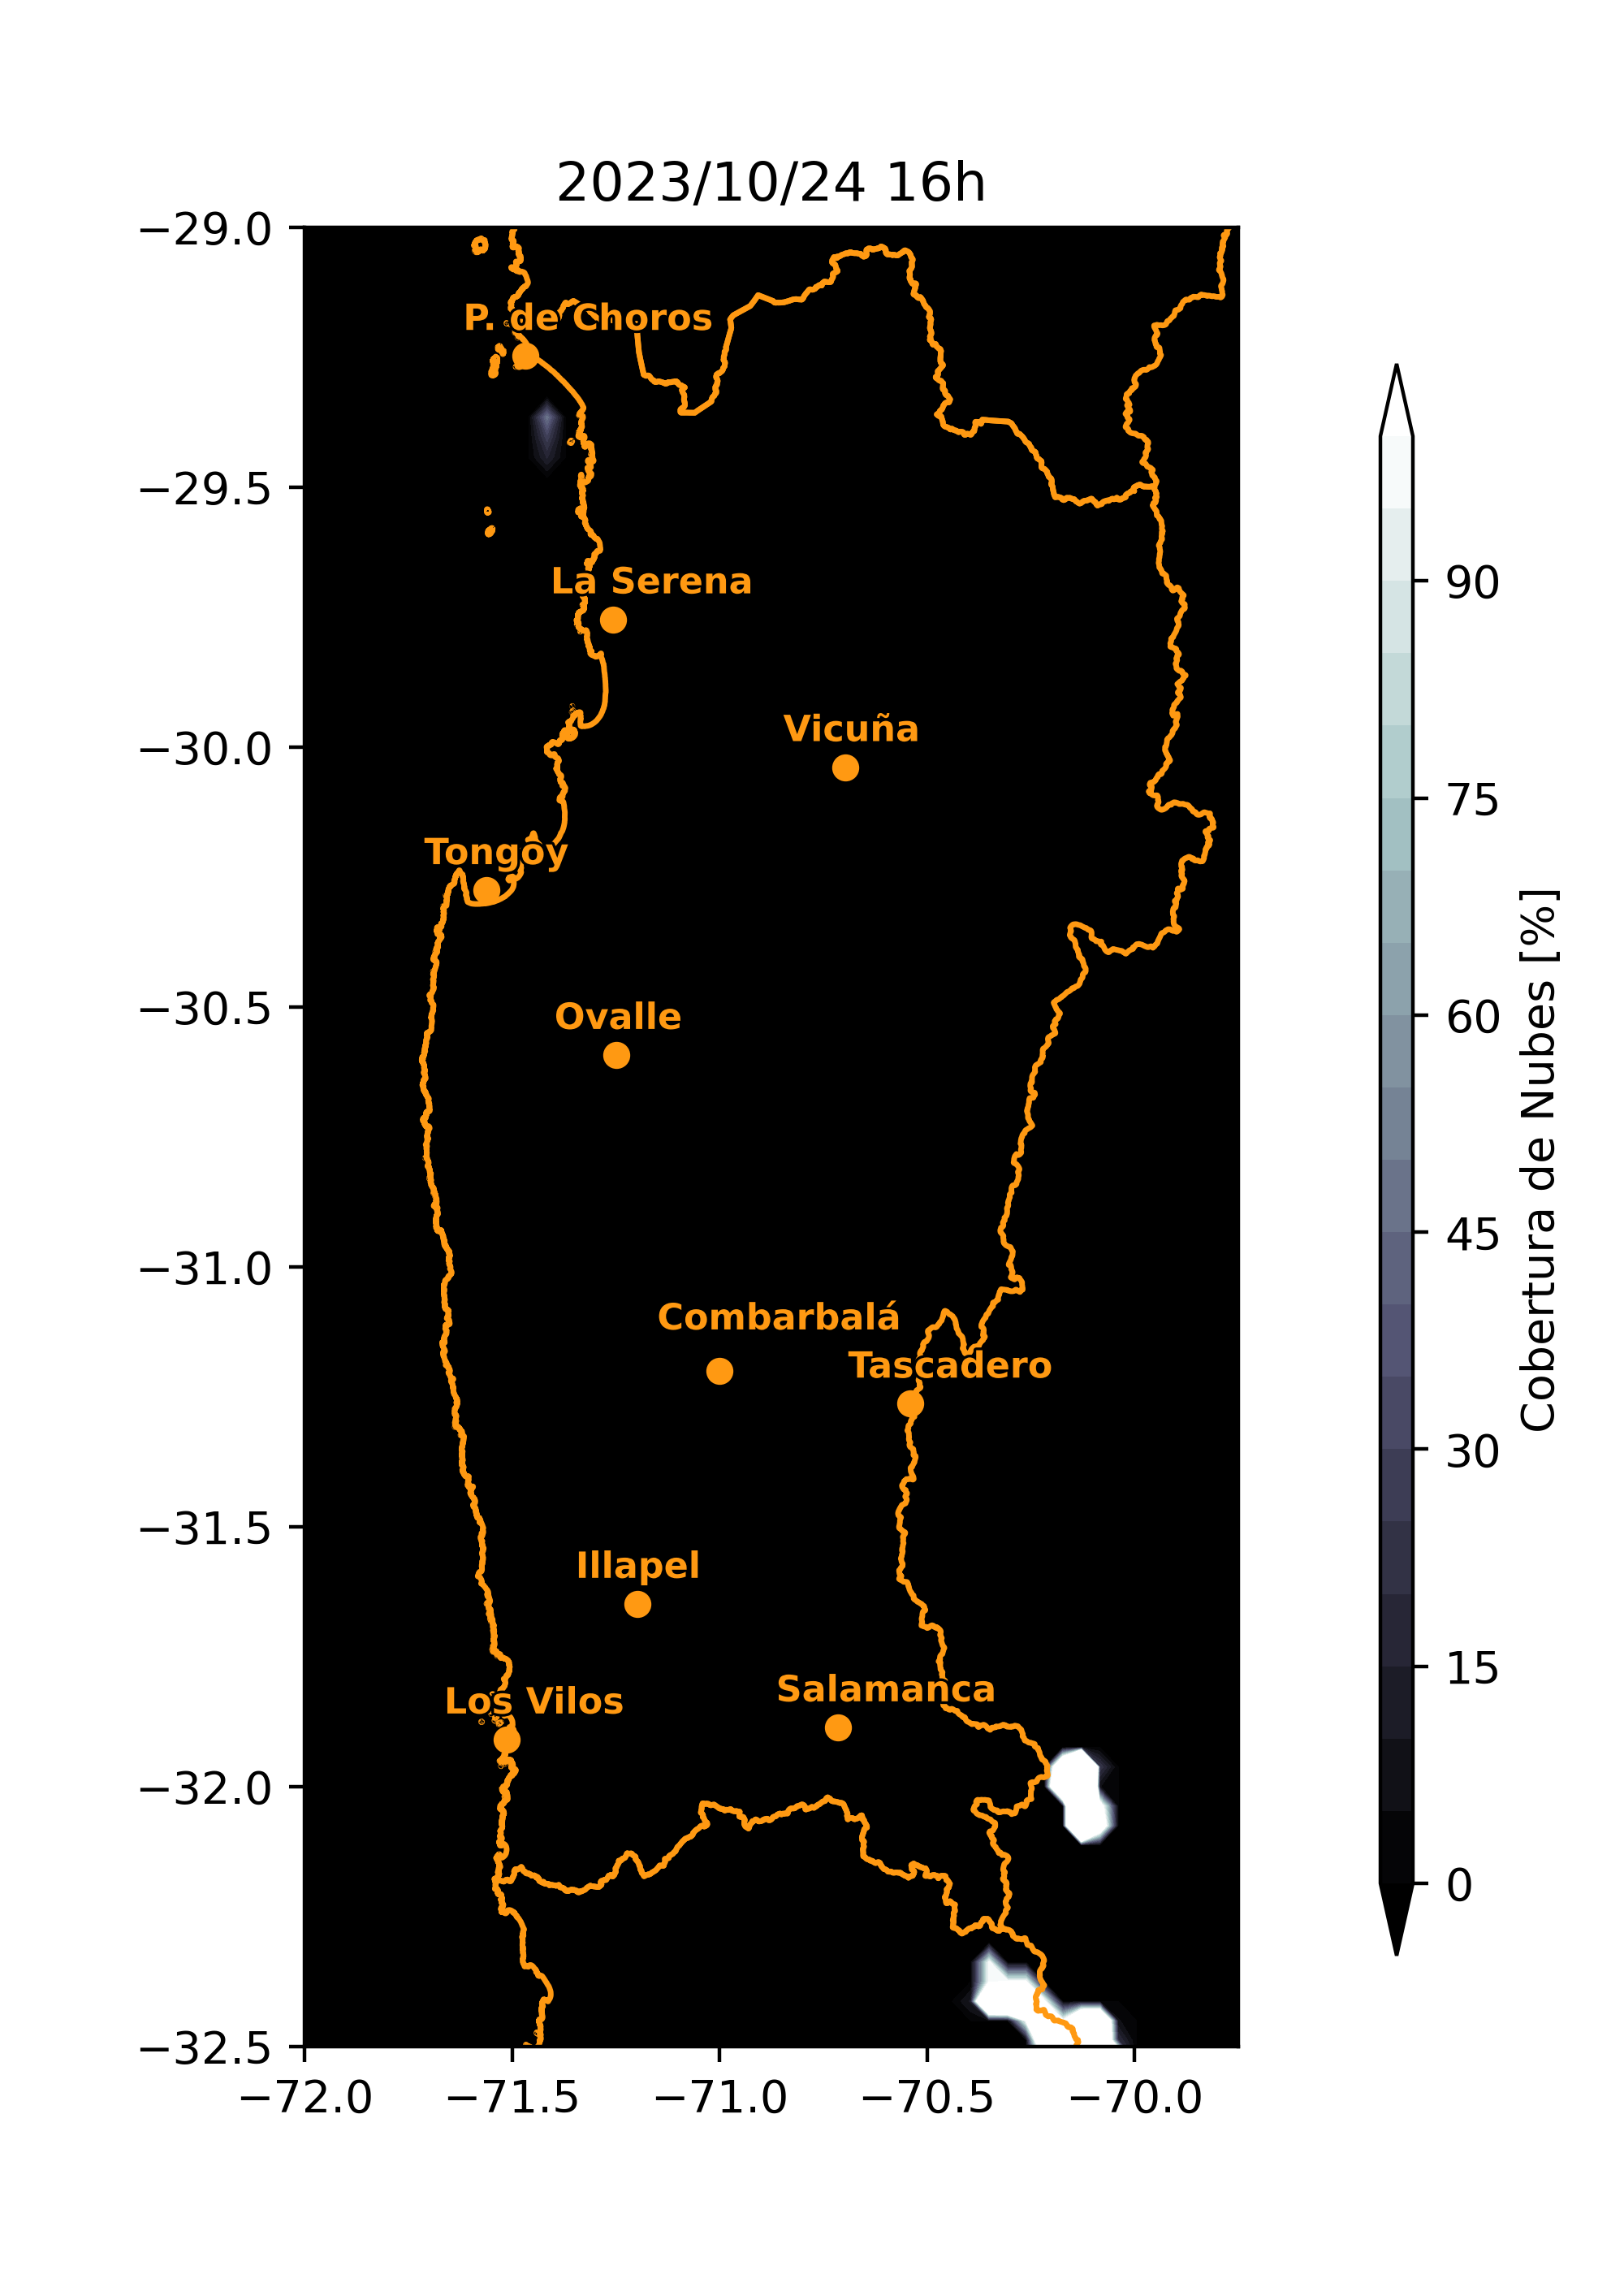 2023/10/24 16h
−29.0
P. de Choros
−29.5
La Serena
90
−30.0
Vicuña
75
Tongoy
−30.5
Ovalle
60
Cobertura de Nubes [%]
−31.0
45
Combarbalá
Tascadero
30
−31.5
Illapel
15
Los Vilos
Salamanca
−32.0
0
−32.5
−72.0
−71.5
−71.0
−70.5
−70.0